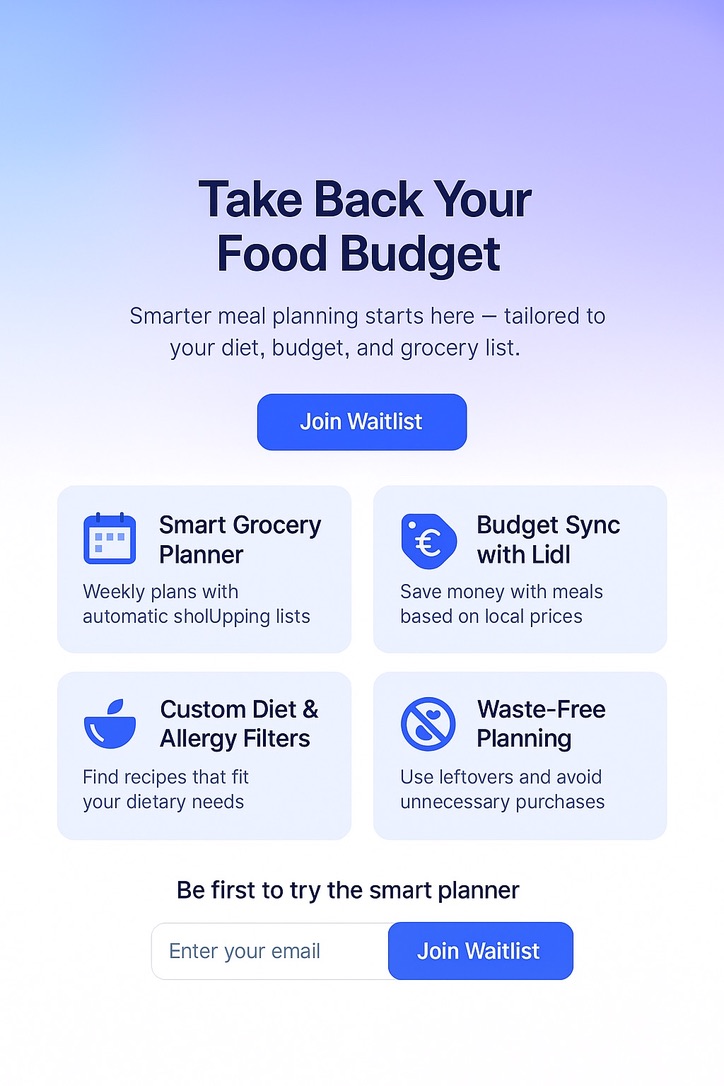 Take Back Your
Food Budget
Smarter meal planning starts here – tailored to
your diet, budget, and grocery list.
Join Waitlist
Smart Grocery
Planner
Weekly plans with
automatic sholUpping lists
€
Budget Sync
with Lidl
Save money with meals
based on local prices
Custom Diet &
Allergy Filters
Find recipes that fit
your dietary needs
Waste-Free
Planning
Use leftovers and avoid
unnecessary purchases
Be first to try the smart planner
Enter your email
Join Waitlist